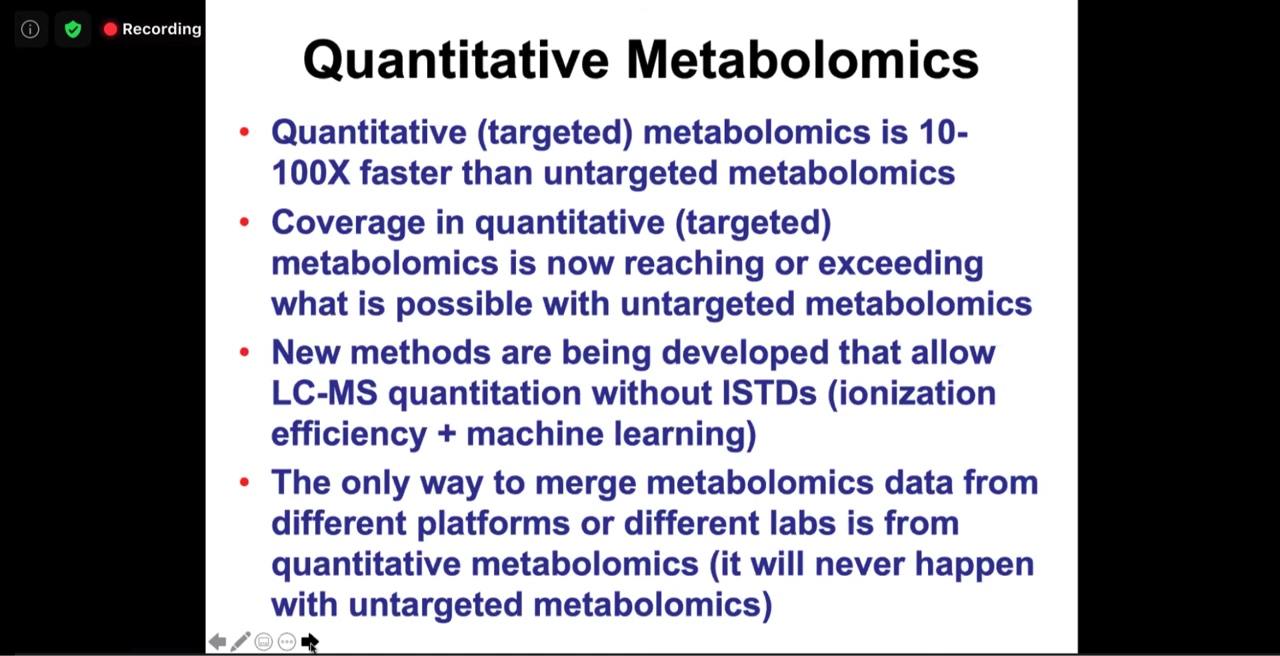 Recording
Quantitative Metabolomics
• Quantitative (targeted) metabolomics is 10-
100X faster than untargeted metabolomics
• Coverage in quantitative (targeted)
metabolomics is now reaching or exceeding
what is possible with untargeted metabolomics
• New methods are being developed that allow
LC-MS quantitation without ISTDs (ionization
efficiency + machine learning)
• The only way to merge metabolomics data from
different platforms or different labs is from
quantitative metabolomics (it will never happen
with untargeted metabolomics)